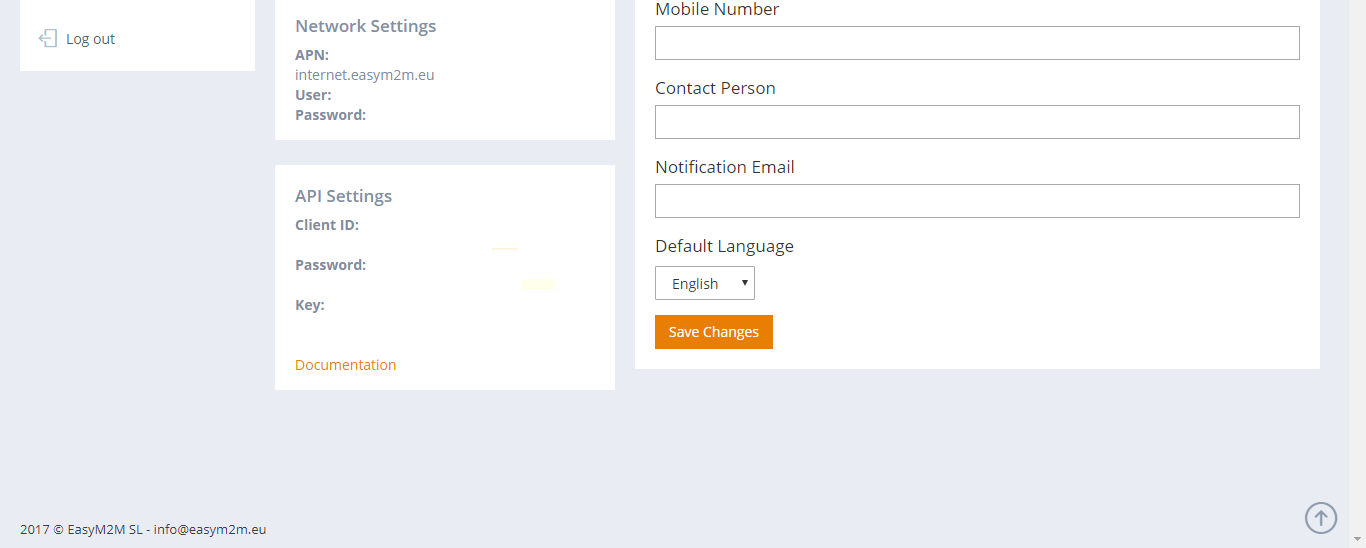 Log out
Network Settings
APN:
internet.easym2m.eu
User:
Password:
API Settings
Client ID:
Password:
Key:
Documentation
Mobile Number
Contact Person
Notification Email
Default Language
English
Save Changes
2017 © EasyM2M SL - info@easym2m.eu